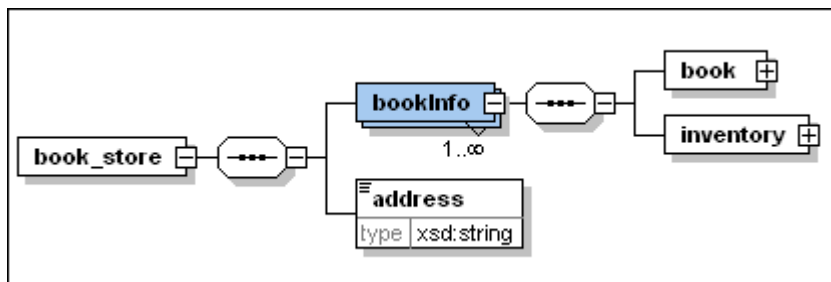 book_store
bookInfo
1..∞
book
inventory
address
type xsd:string